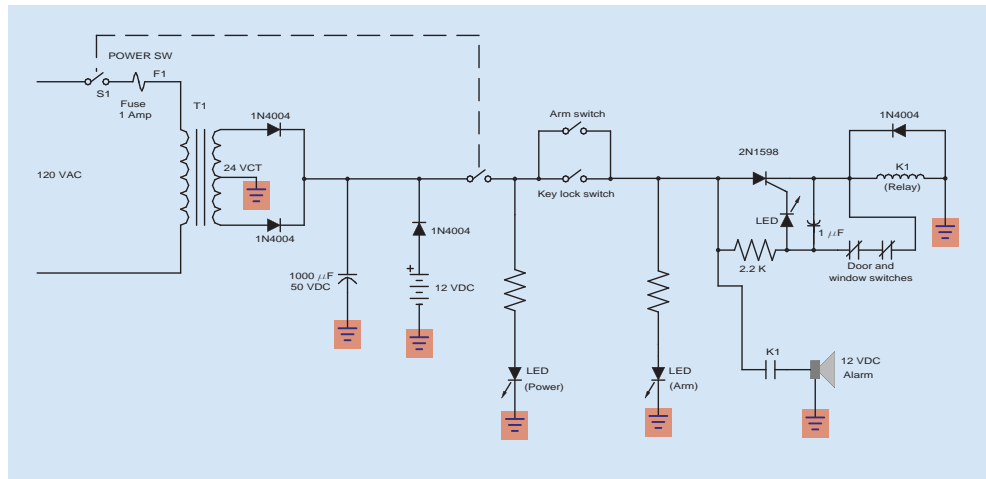 POWER SW
F1
S1
Fuse
1 Amp
T1
1N4004
120 VAC
24 VCT
1N4004
1000 μF
50 VDC
1N4004
+
12 VDC
LED
(Power)
Arm switch
Key lock switch
LED
(Arm)
2N1598
LED
2.2 K
1 μF
1N4004
K1
(Relay)
Door and
window switches
K1
12 VDC
Alarm